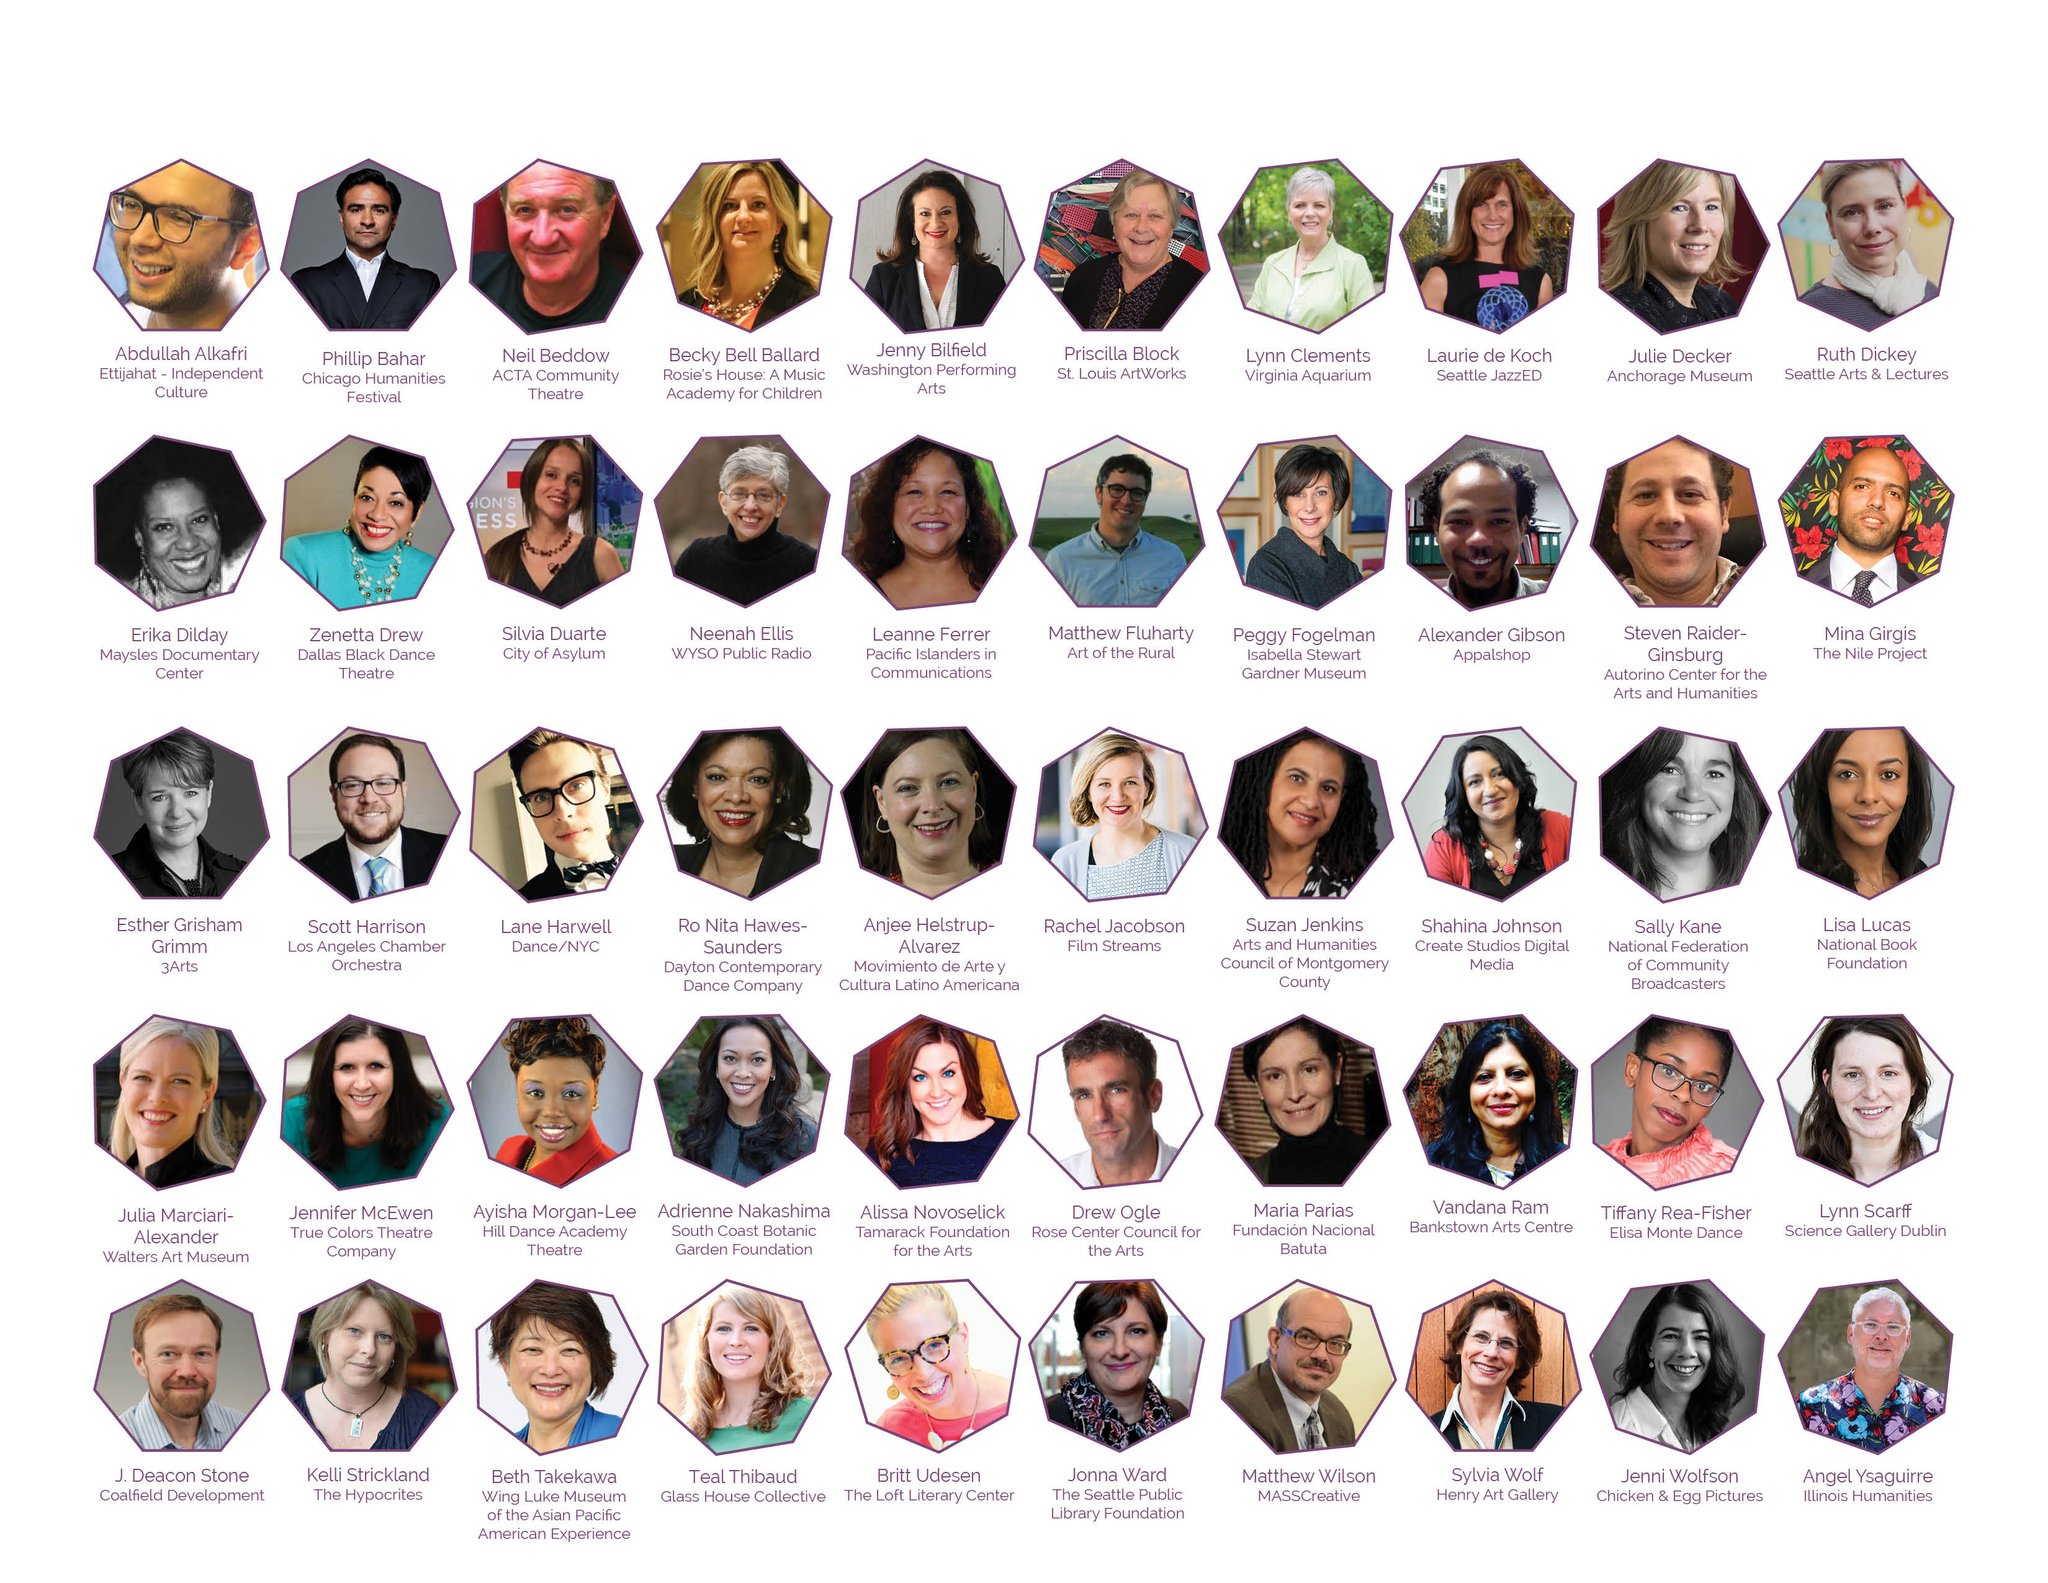 Abdullah Alkafri
Ettijahat - Independent
Culture
Phillip Bahar
Chicago Humanities
Festival
Neil Beddow
ACTA Community
Theatre
Becky Bell Ballard
Rosie's House: A Music
Academy for Children
Jenny Bilfield
Washington Performing
Arts
Priscilla Block
St. Louis ArtWorks
Lynn Clements
Virginia Aquarium
Laurie de Koch
Seattle JazzED
Julie Decker
Anchorage Museum
Ruth Dickey
Seattle Arts & Lectures
ION'S
ESS
Erika Dilday
Maysles Documentary
Center
Zenetta Drew
Dallas Black Dance
Theatre
Silvia Duarte
City of Asylum
Neenah Ellis
WYSO Public Radio
Leanne Ferrer
Pacific Islanders in
Communications
Matthew Fluharty
Art of the Rural
Peggy Fogelman
Isabella Stewart
Gardner Museum
Alexander Gibson
Appalshop
Steven Raider-
Ginsburg
Autorino Center for the
Arts and Humanities
Mina Girgis
The Nile Project
Esther Grisham
Grimm
3Arts
Scott Harrison
Los Angeles Chamber
Orchestra
Lane Harwell
Dance/NYC
Ro Nita Hawes-
Saunders
Dayton Contemporary
Dance Company
Anjee Helstrup-
Alvarez
Movimiento de Arte y
Cultura Latino Americana
Rachel Jacobson
Film Streams
Suzan Jenkins
Arts and Humanities
Council of Montgomery
County
Shahina Johnson
Create Studios Digital
Media
Sally Kane
National Federation
of Community
Broadcasters
Lisa Lucas
National Book
Foundation
Julia Marciari-
Alexander
Walters Art Museum
Jennifer McEwen
True Colors Theatre
Company
Ayisha Morgan-Lee
Hill Dance Academy
Theatre
Adrienne Nakashima
South Coast Botanic
Garden Foundation
Alissa Novoselick
Tamarack Foundation
for the Arts
Drew Ogle
Rose Center Council for
the Arts
Maria Parias
Fundación Nacional
Batuta
Vandana Ram
Bankstown Arts Centre
Tiffany Rea-Fisher
Elisa Monte Dance
Lynn Scarff
Science Gallery Dublin
J. Deacon Stone
Coalfield Development
Kelli Strickland
The Hypocrites
Beth Takekawa
Wing Luke Museum
of the Asian Pacific
American Experience
Teal Thibaud
Glass House Collective
Britt Udesen
The Loft Literary Center
Jonna Ward
The Seattle Public
Library Foundation
Matthew Wilson
MASSCreative
Sylvia Wolf
Henry Art Gallery
Jenni Wolfson
Chicken & Egg Pictures
Angel Ysaguirre
Illinois Humanities